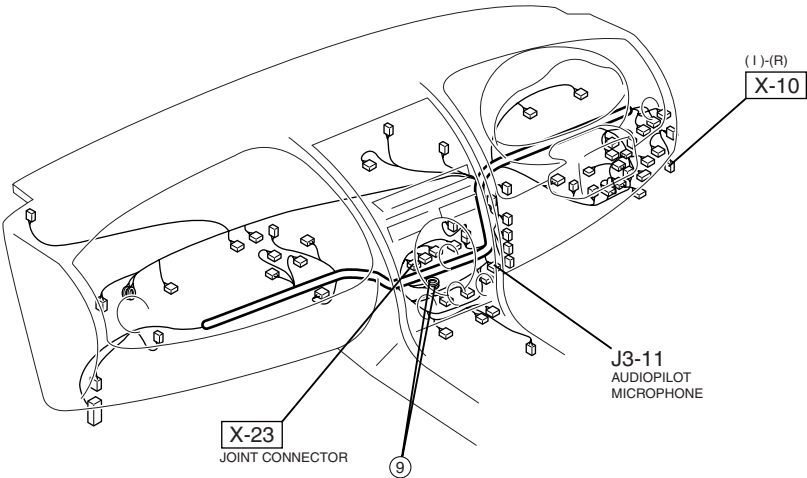 ( I )-(R)
X-10
J3-11
AUDIOPILOT
MICROPHONE
X-23
JOINT CONNECTOR
9